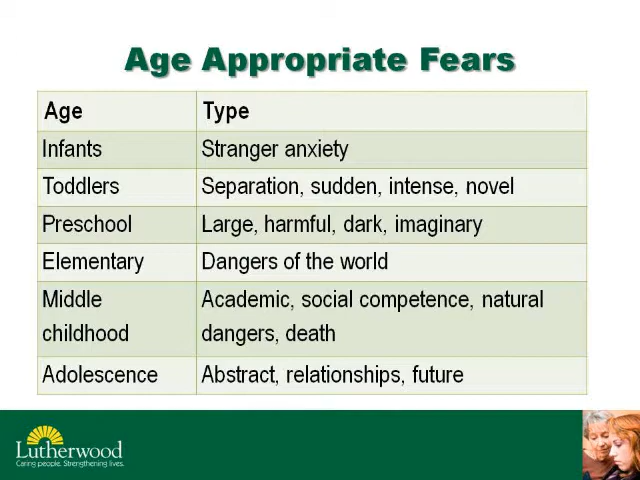 Age Appropriate Fears
Age Type
Infants Stranger anxiety
Toddlers Separation, sudden, intense, novel
Preschool Large, harmful, dark, imaginary
Elementary Dangers of the world
Middle childhood Academic, social competence, natural dangers, death
Adolescence Abstract, relationships, future
Lutherwood
Caring people. Strengthening lives.